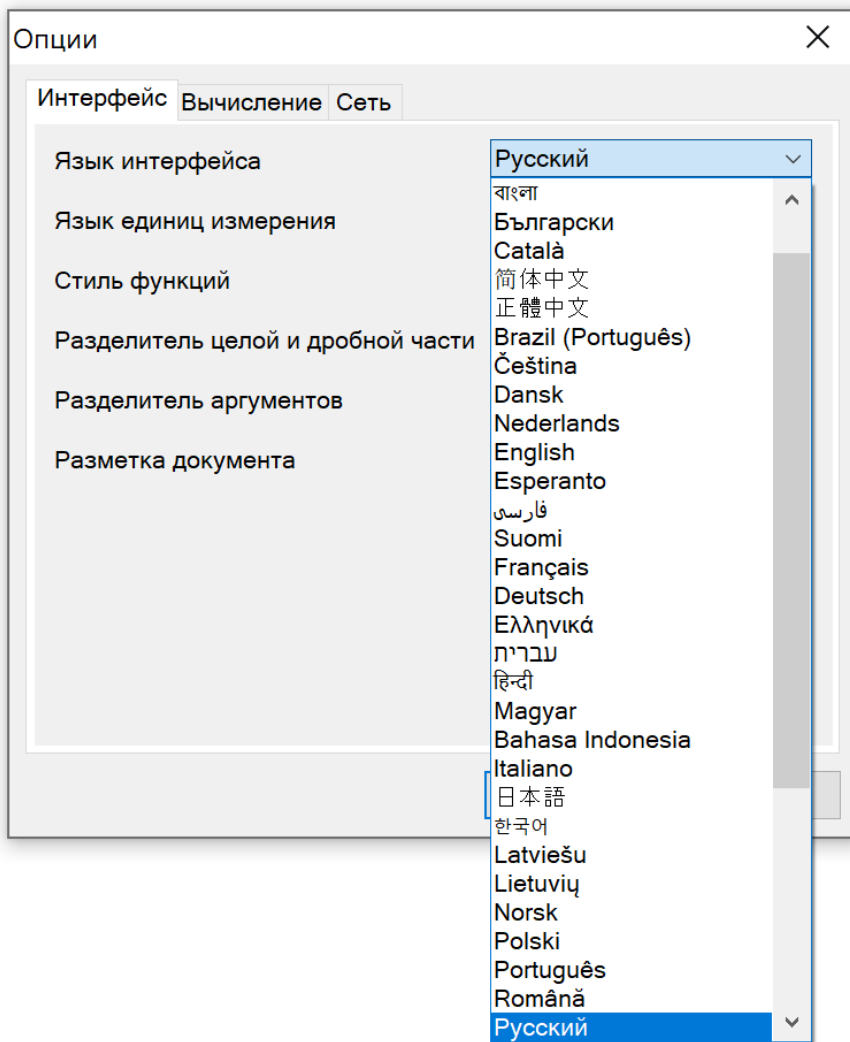 Опции
Интерфейс Вычисление Сеть
Язык интерфейса
Русский
Язык единиц измерения
Стиль функций
Разделитель целой и дробной части
Разделитель аргументов
Разметка документа
বাংলা
Български
Català
简体中文
正體中文
Brazil (Português)
Čeština
Dansk
Nederlands
English
Esperanto
فارسی
Suomi
Français
Deutsch
Ελληνικά
עברית
हिन्दी
Magyar
Bahasa Indonesia
Italiano
日本語
한국어
Latviešu
Lietuvių
Norsk
Polski
Português
Română
Русский